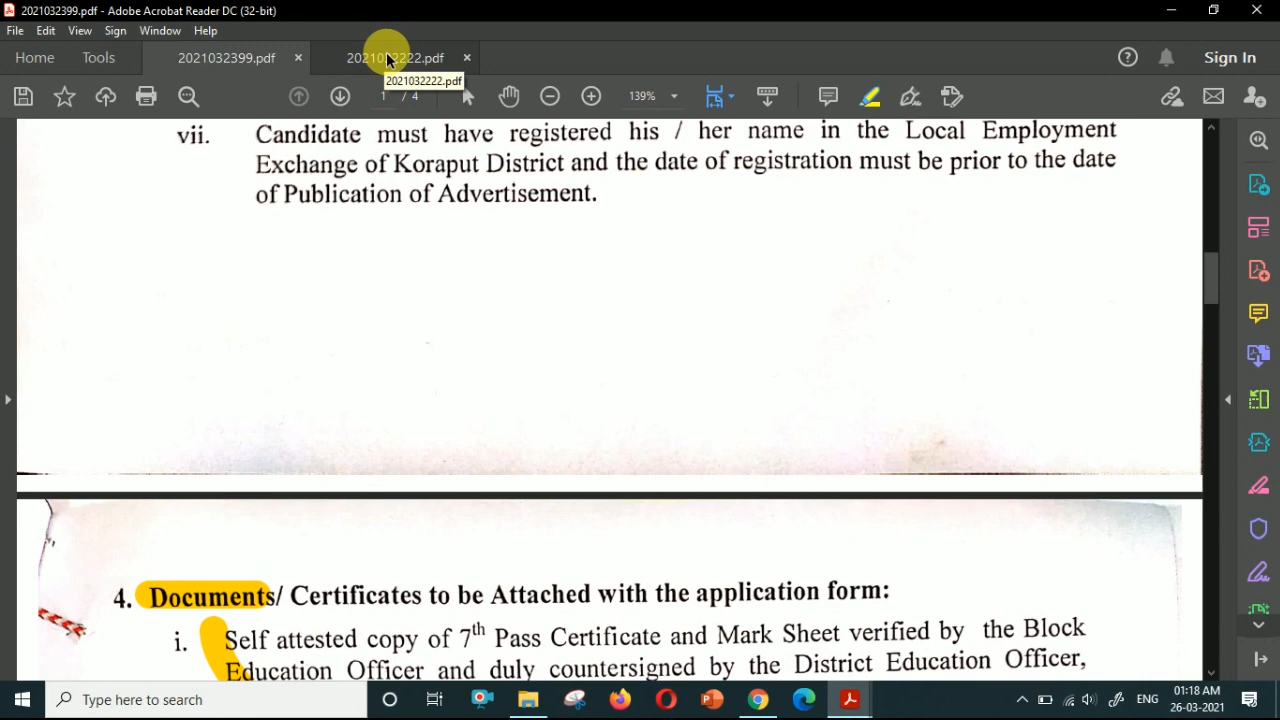 2021032399.pdf - Adobe Acrobat Reader DC (32-bit)
File Edit View Sign Window Help
Home Tools 2021032399.pdf × 2021032222.pdf × Sign In
2021032222.pdf
1 / 4 139%
vii. Candidate must have registered his / her name in the Local Employment
Exchange of Koraput District and the date of registration must be prior to the date
of Publication of Advertisement.
4. Documents/ Certificates to be Attached with the application form:
i. Self attested copy of 7th Pass Certificate and Mark Sheet verified by the Block
Education Officer and duly countersigned by the District Education Officer,
Type here to search
ENG
01:18 AM
26-03-2021